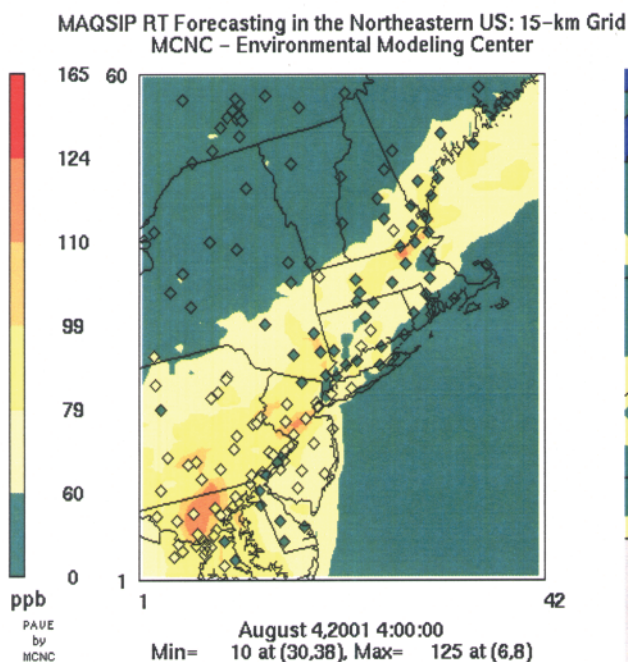 MAQSIP RT Forecasting in the Northeastern US: 15-km Grid
MCNC - Environmental Modeling Center
165
124
110
99
79
60
0
ppb
PAVE
by
MCNC
60
1
1
42
August 4,2001 4:00:00
Min= 10 at (30,38), Max= 125 at (6,8)